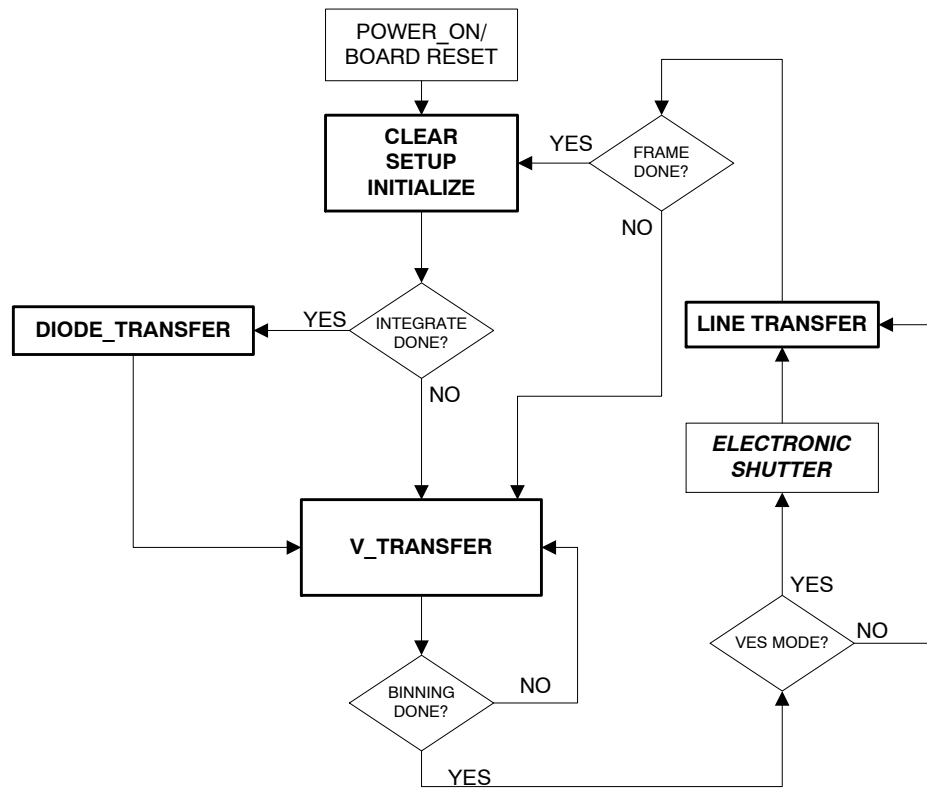 POWER_ON/
BOARD RESET
CLEAR
SETUP
INITIALIZE
YES
FRAME
DONE?
NO
DIODE_TRANSFER
YES
INTEGRATE
DONE?
NO
LINE TRANSFER
ELECTRONIC
SHUTTER
V_TRANSFER
YES
VES MODE?
NO
BINNING
DONE?
NO
YES